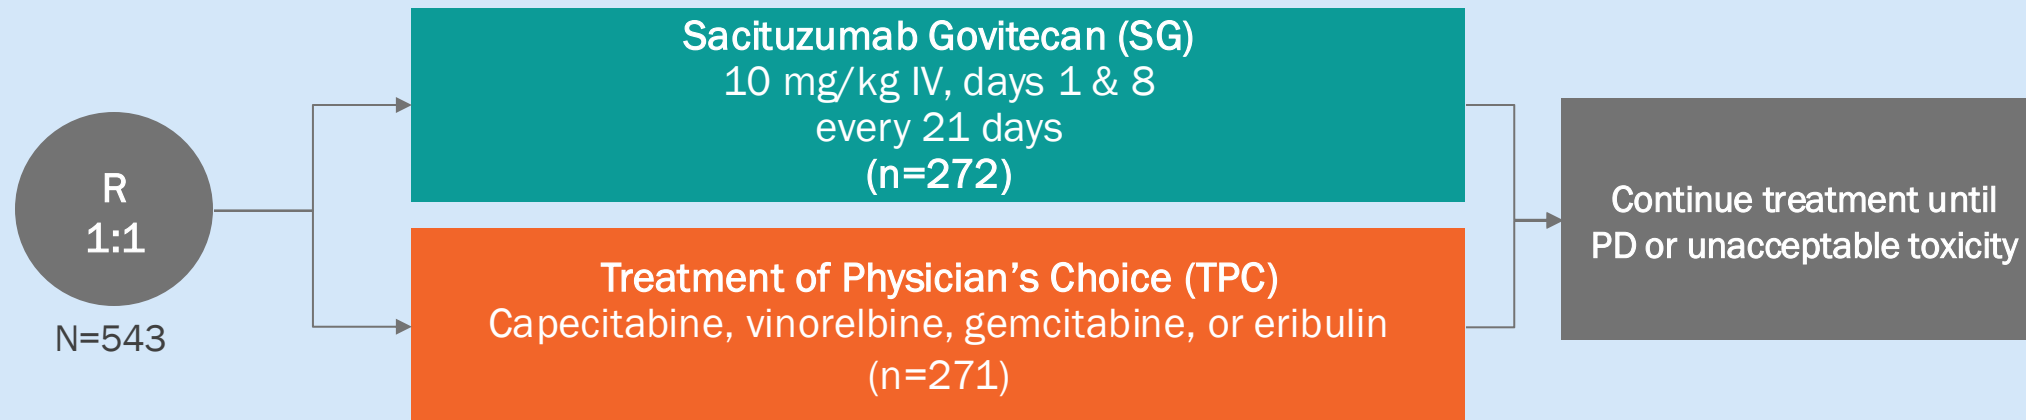 R
1:1
N=543
Sacituzumab Govitecan (SG)
10 mg/kg IV, days 1 & 8
every 21 days
(n=272)
Treatment of Physician’s Choice (TPC)
Capecitabine, vinorelbine, gemcitabine, or eribulin
(n=271)
Continue treatment until
PD or unacceptable toxicity